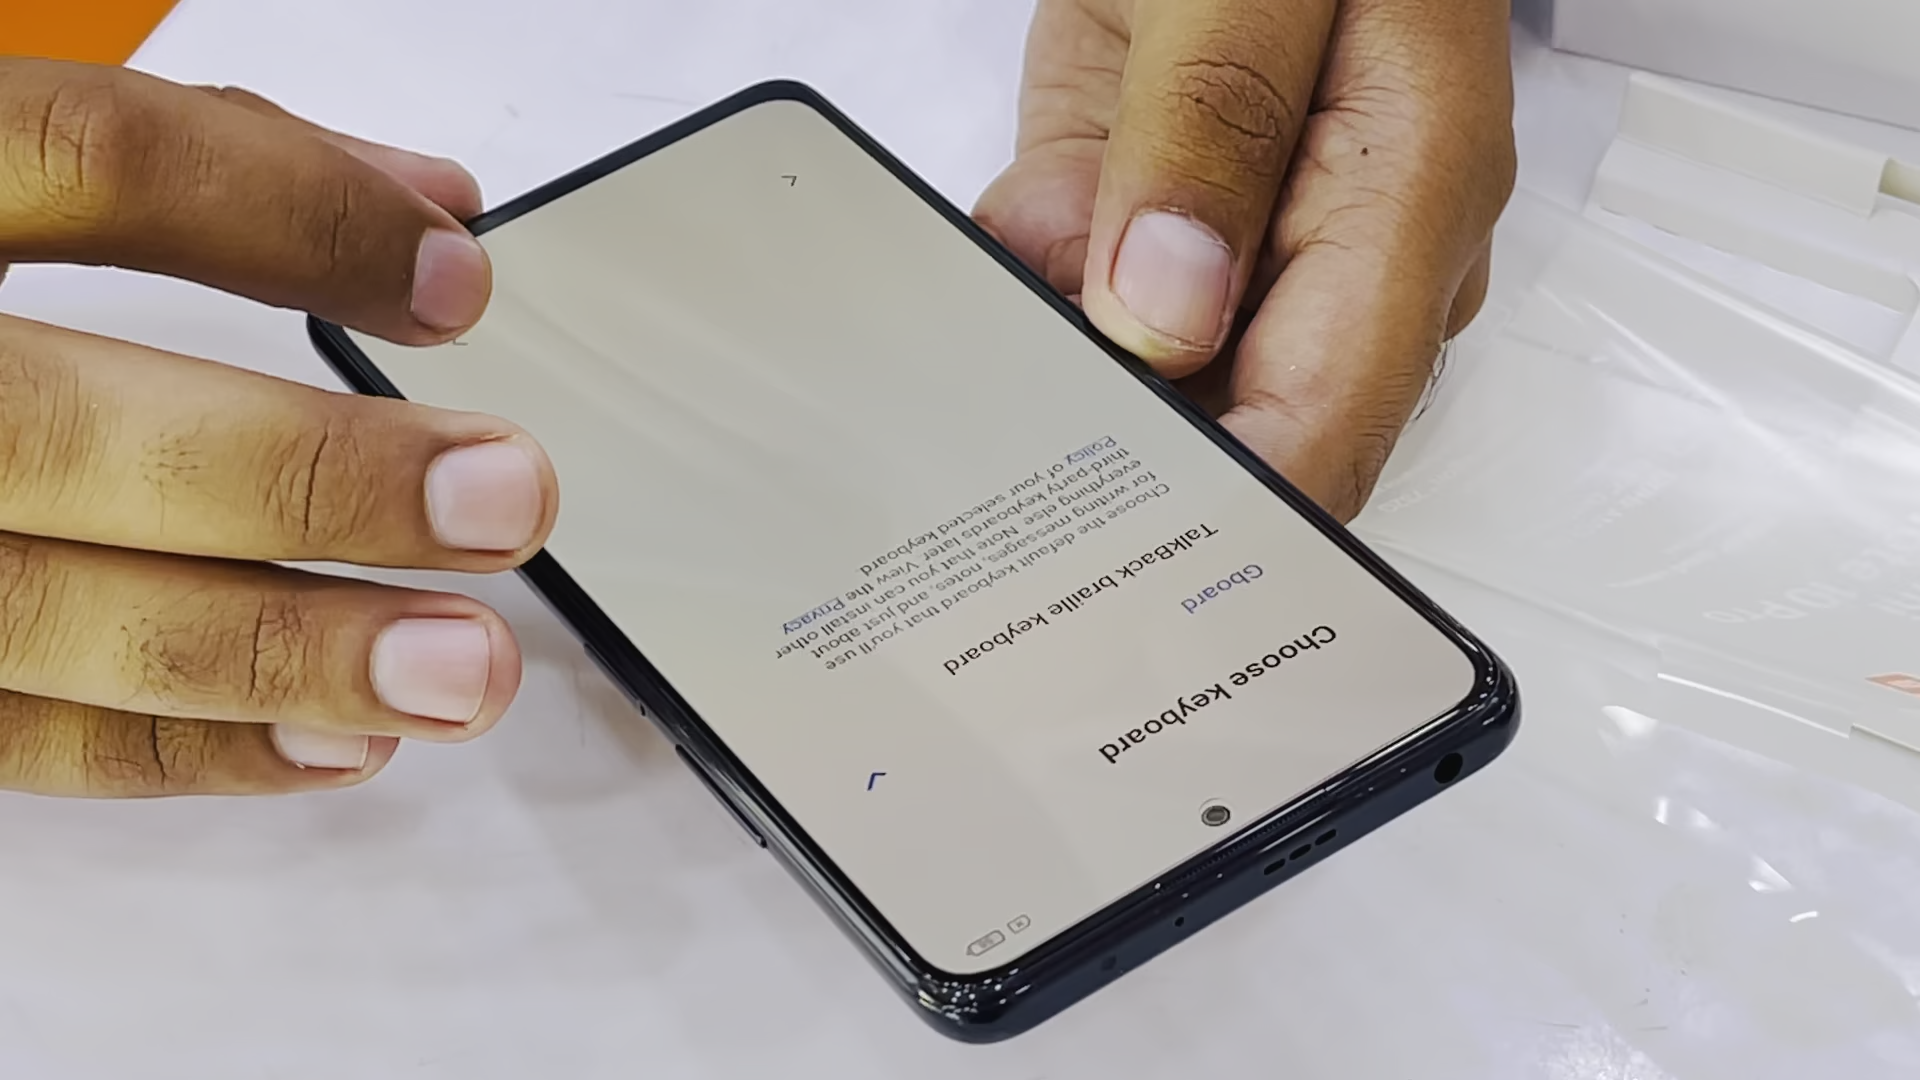 Choose keyboard
Gboard
TalkBack braille keyboard
Choose the default keyboard that you'll use
for writing messages, notes, and just about
everything else. Note that you can install other
third-party keyboards later. View the Privacy
Policy of your selected keyboard